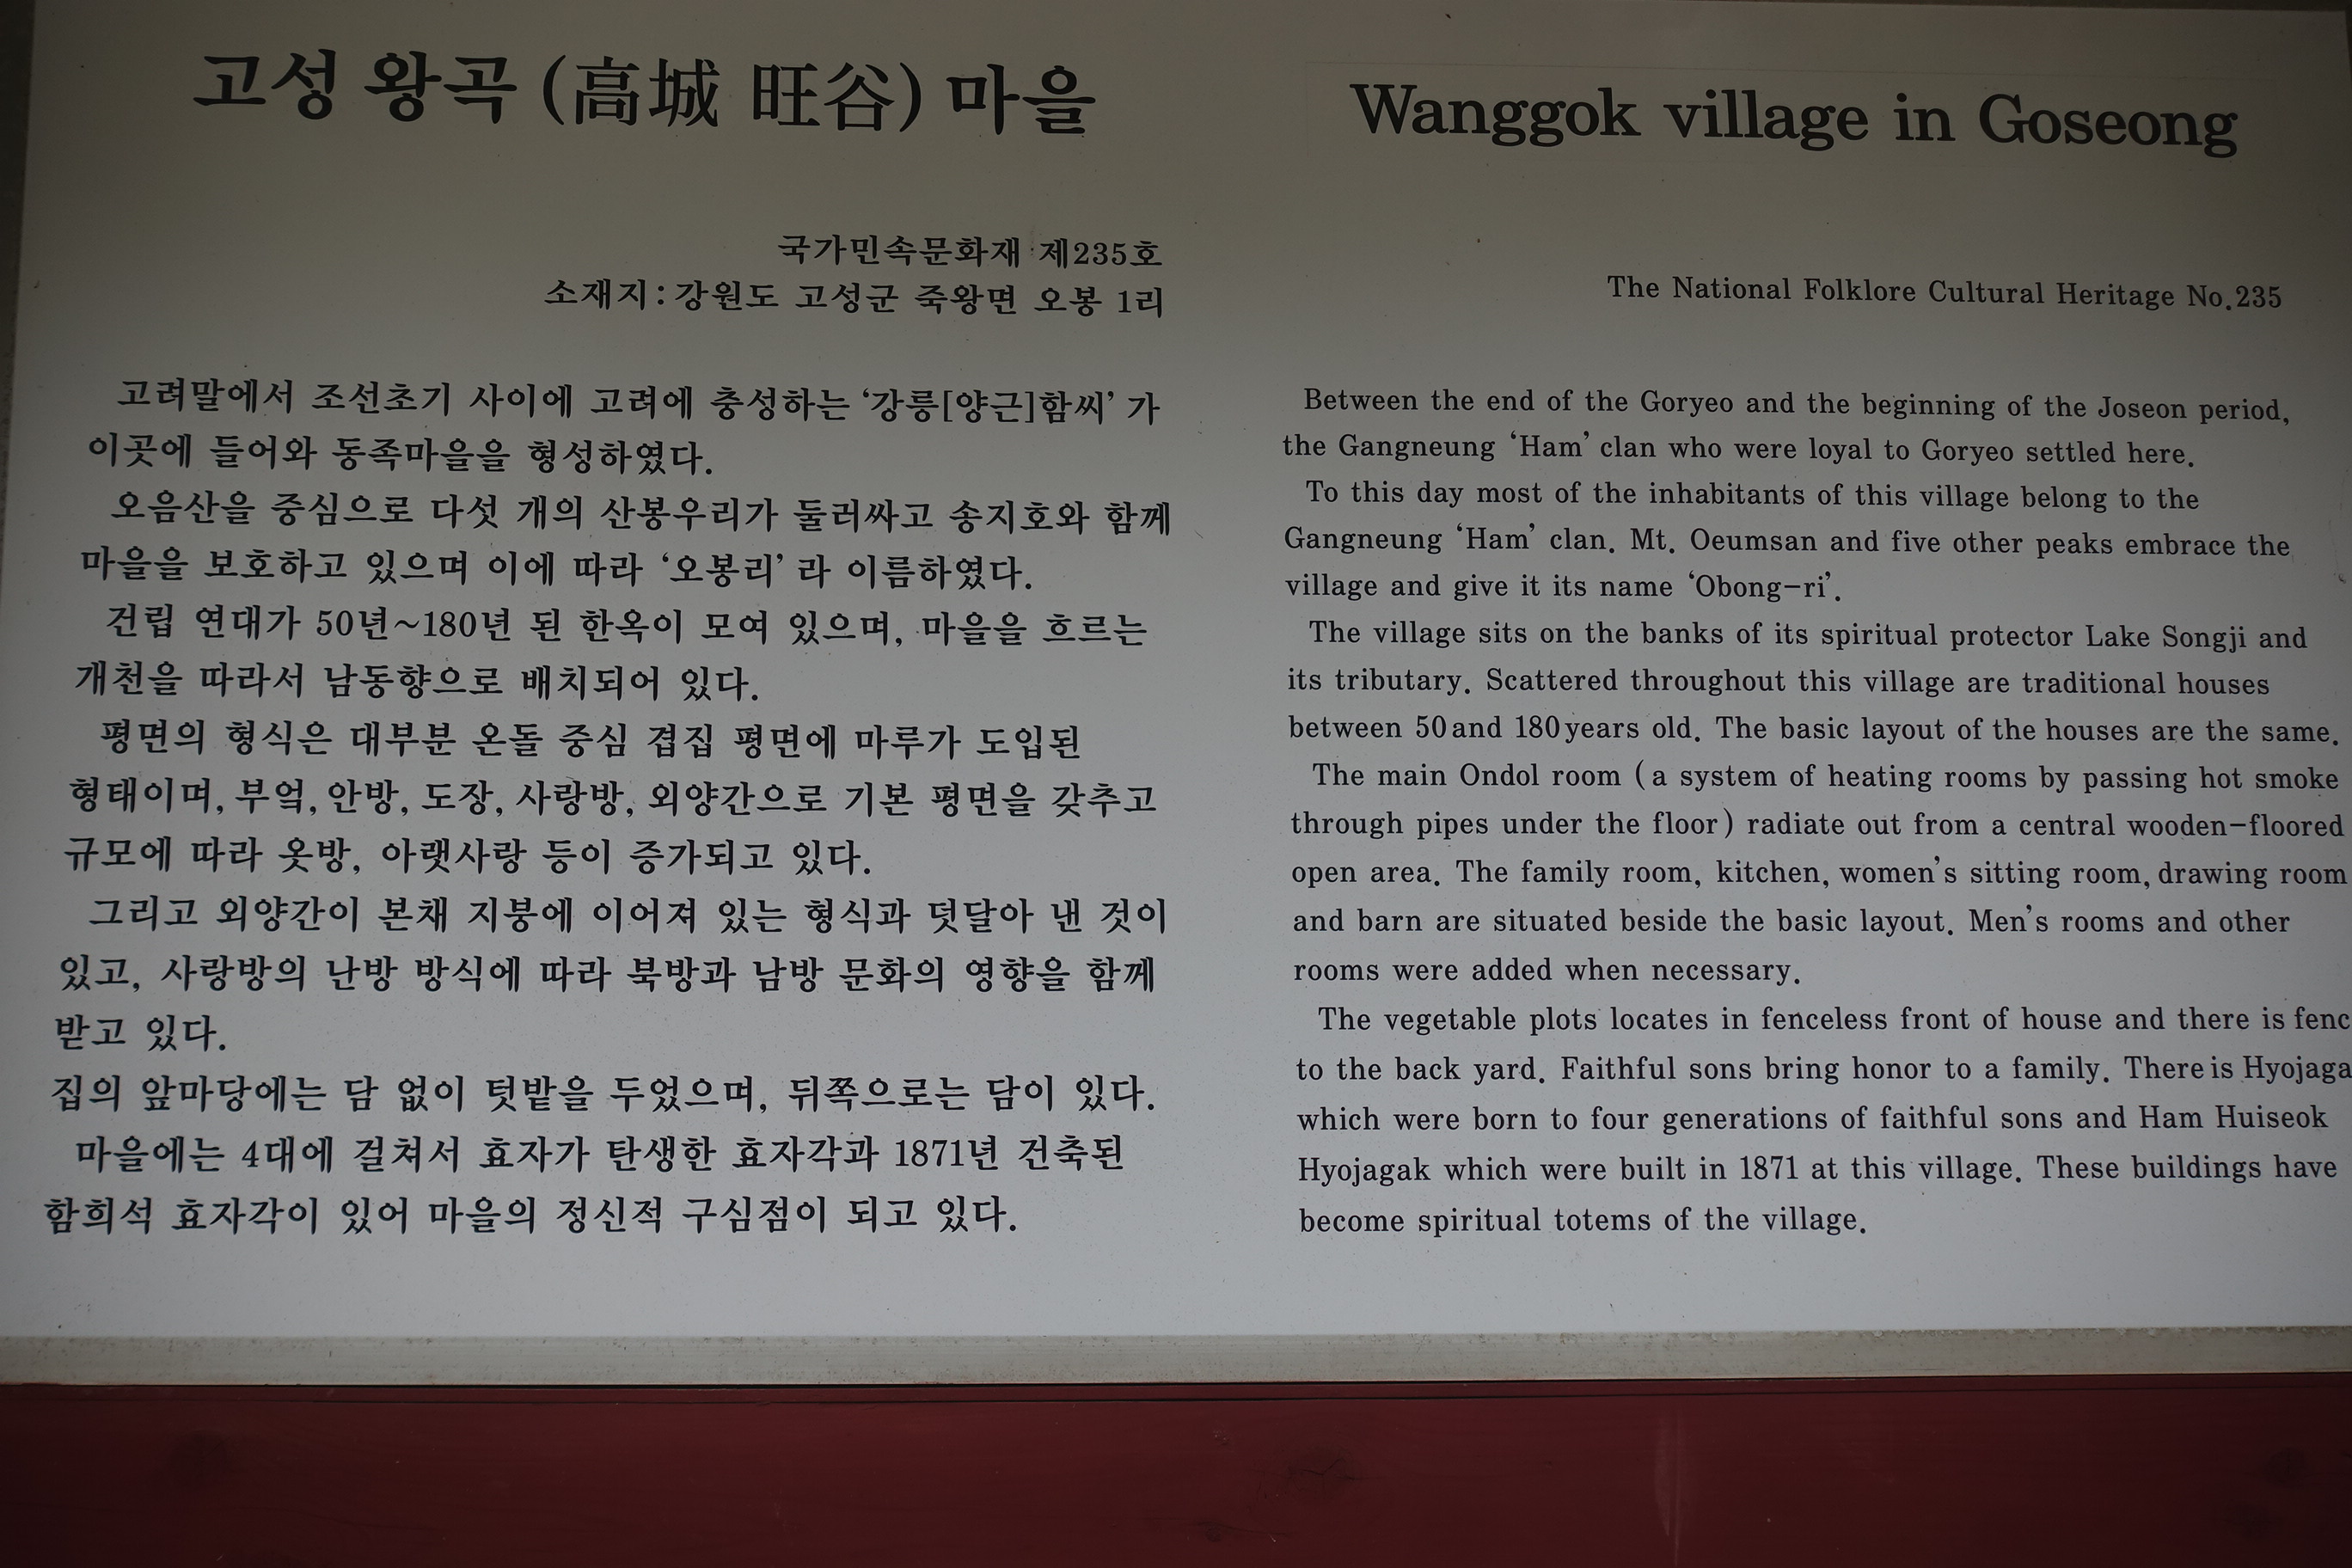 고성 왕곡(高城 旺谷) 마을
국가민속문화재 제235호
소재지:강원도 고성군 죽왕면 오봉 1리
고려말에서 조선초기 사이에 고려에 충성하는 ‘강릉[양근]함씨’가
이곳에 들어와 동족마을을 형성하였다.
오음산을 중심으로 다섯 개의 산봉우리가 둘러싸고 송지호와 함께
마을을 보호하고 있으며 이에 따라 ‘오봉리’라 이름하였다.
건립 연대가 50년~180년 된 한옥이 모여 있으며, 마을을 흐르는
개천을 따라서 남동향으로 배치되어 있다.
평면의 형식은 대부분 온돌 중심 겹집 평면에 마루가 도입된
형태이며, 부엌, 안방, 도장, 사랑방, 외양간으로 기본 평면을 갖추고
규모에 따라 옷방, 아랫사랑 등이 증가되고 있다.
그리고 외양간이 본채 지붕에 이어져 있는 형식과 덧달아 낸 것이
있고, 사랑방의 난방 방식에 따라 북방과 남방 문화의 영향을 함께
받고 있다.
집의 앞마당에는 담 없이 텃밭을 두었으며, 뒤쪽으로는 담이 있다.
마을에는 4대에 걸쳐서 효자가 탄생한 효자각과 1871년 건축된
함희석 효자각이 있어 마을의 정신적 구심점이 되고 있다.
Wanggok village in Goseong
The National Folklore Cultural Heritage No.235
Between the end of the Goryeo and the beginning of the Joseon period,
the Gangneung ‘Ham’ clan who were loyal to Goryeo settled here.
To this day most of the inhabitants of this village belong to the
Gangneung ‘Ham’ clan. Mt. Oeumsan and five other peaks embrace the
village and give it its name ‘Obong-ri’.
The village sits on the banks of its spiritual protector Lake Songji and
its tributary. Scattered throughout this village are traditional houses
between 50 and 180 years old. The basic layout of the houses are the same.
The main Ondol room (a system of heating rooms by passing hot smoke
through pipes under the floor) radiate out from a central wooden-floored
open area. The family room, kitchen, women’s sitting room, drawing room
and barn are situated beside the basic layout. Men’s rooms and other
rooms were added when necessary.
The vegetable plots locates in fenceless front of house and there is fenc
to the back yard. Faithful sons bring honor to a family. There is Hyojaga
which were born to four generations of faithful sons and Ham Huiseok
Hyojagak which were built in 1871 at this village. These buildings have
become spiritual totems of the village.